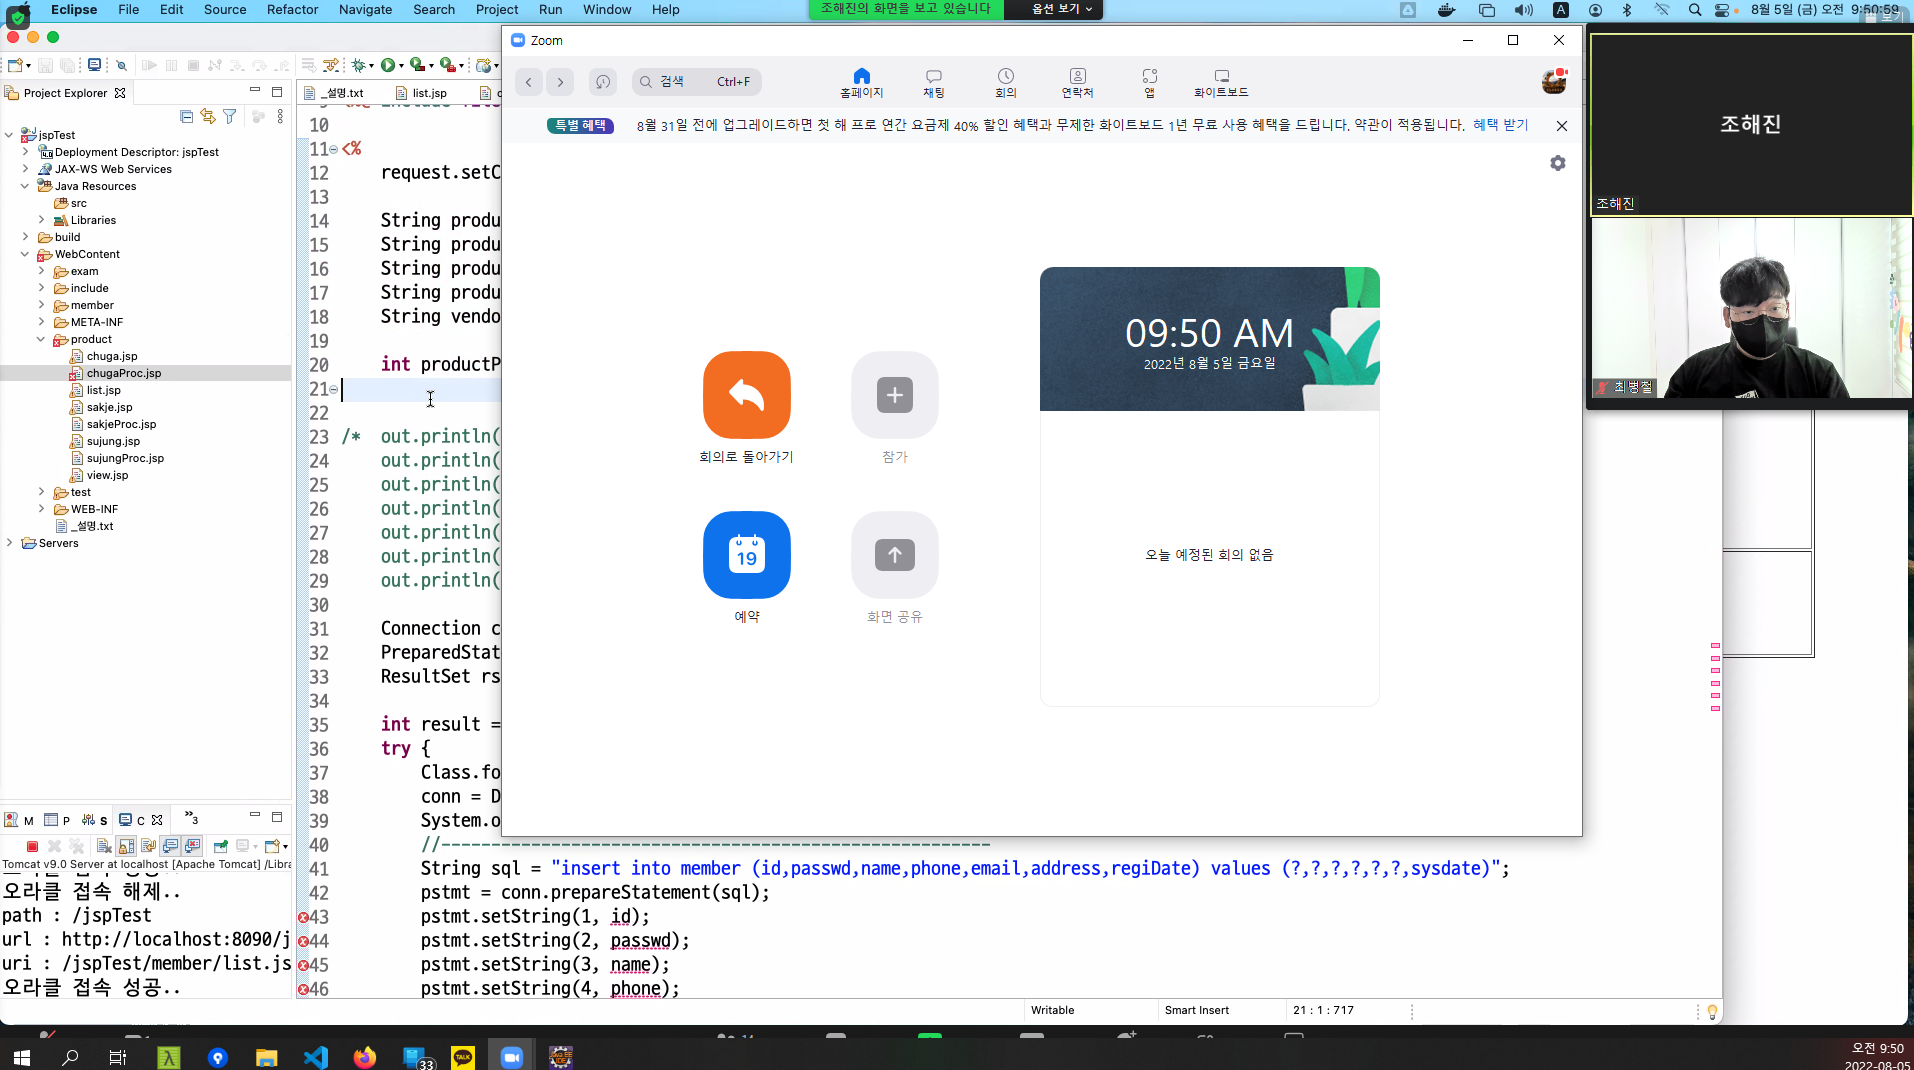 Eclipse File Edit Source Refactor Navigate Search Project Run Window Help
조해진의 화면을 보고 있습니다 옵션 보기
8월 5일 (금) 오전 9:50:59
보기
Project Explorer
jspTest
Deployment Descriptor: jspTest
JAX-WS Web Services
Java Resources
src
Libraries
build
WebContent
exam
include
member
META-INF
product
chuga.jsp
chugaProc.jsp
list.jsp
sakje.jsp
sakjeProc.jsp
sujung.jsp
sujungProc.jsp
view.jsp
test
WEB-INF
_설명.txt
Servers
_설명.txt list.jsp
10
11 <%
12 request.setC
13
14 String produ
15 String produ
16 String produ
17 String produ
18 String vendo
19
20 int productP
21
22
23 /* out.println(
24 out.println(
25 out.println(
26 out.println(
27 out.println(
28 out.println(
29 out.println(
30
31 Connection c
32 PreparedStat
33 ResultSet rs
34
35 int result =
36 try {
37 Class.fo
38 conn = D
39 System.o
40 //-------------------------------------------------------
41 String sql = "insert into member (id,passwd,name,phone,email,address,regiDate) values (?,?,?,?,?,?,sysdate)";
42 pstmt = conn.prepareStatement(sql);
43 pstmt.setString(1, id);
44 pstmt.setString(2, passwd);
45 pstmt.setString(3, name);
46 pstmt.setString(4, phone);
Writable Smart Insert 21 : 1 : 717
M P S C 3
Tomcat v9.0 Server at localhost [Apache Tomcat] /Libra
오라클 접속 해제..
path : /jspTest
url : http://localhost:8090/j
uri : /jspTest/member/list.js
오라클 접속 성공..
Zoom
검색 Ctrl+F
홈페이지 채팅 회의 연락처 앱 화이트보드
특별 혜택 8월 31일 전에 업그레이드하면 첫 해 프로 연간 요금제 40% 할인 혜택과 무제한 화이트보드 1년 무료 사용 혜택을 드립니다. 약관이 적용됩니다. 혜택 받기
회의로 돌아가기 참가
19
예약 화면 공유
09:50 AM
2022년 8월 5일 금요일
오늘 예정된 회의 없음
조해진
조해진
최병철
33
TALK
오전 9:50
2022-08-05